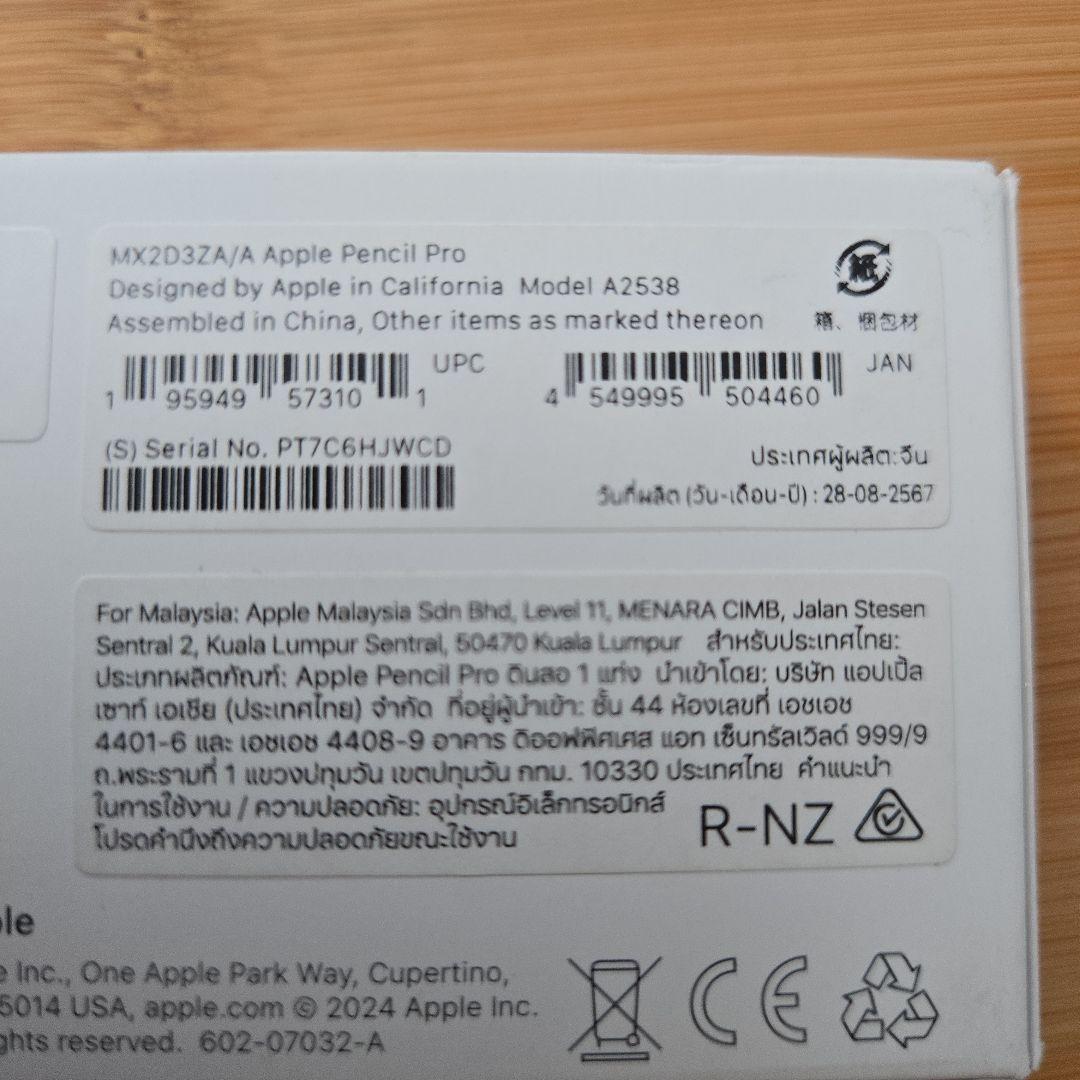 MX2D3ZA/A Apple Pencil Pro
Designed by Apple in California Model A2538
Assembled in China, Other items as marked thereon
紙
箱、梱包材
UPC
1 95949 57310 1
JAN
4 549995 504460
(S) Serial No. PT7C6HJWCD
ประเทศผู้ผลิต:จีน
วันที่ผลิต (วัน-เดือน-ปี) : 28-08-2567
For Malaysia: Apple Malaysia Sdn Bhd, Level 11, MENARA CIMB, Jalan Stesen
Sentral 2, Kuala Lumpur Sentral, 50470 Kuala Lumpur สำหรับประเทศไทย:
ประเภทผลิตภัณฑ์: Apple Pencil Pro ดินสอ 1 แท่ง นำเข้าโดย: บริษัท แอปเปิ้ล
เซาท์ เอเชีย (ประเทศไทย) จำกัด ที่อยู่ผู้นำเข้า: ชั้น 44 ห้องเลขที่ เอชเอช
4401-6 และ เอชเอช 4408-9 อาคาร ดิออฟฟิศเศส แอท เซ็นทรัลเวิลด์ 999/9
ถ.พระรามที่ 1 แขวงปทุมวัน เขตปทุมวัน กทม. 10330 ประเทศไทย คำแนะนำ
ในการใช้งาน / ความปลอดภัย: อุปกรณ์อิเล็กทรอนิกส์
โปรดคำนึงถึงความปลอดภัยขณะใช้งาน
R-NZ
ple
e Inc., One Apple Park Way, Cupertino,
5014 USA, apple.com © 2024 Apple Inc.
ghts reserved. 602-07032-A
CE